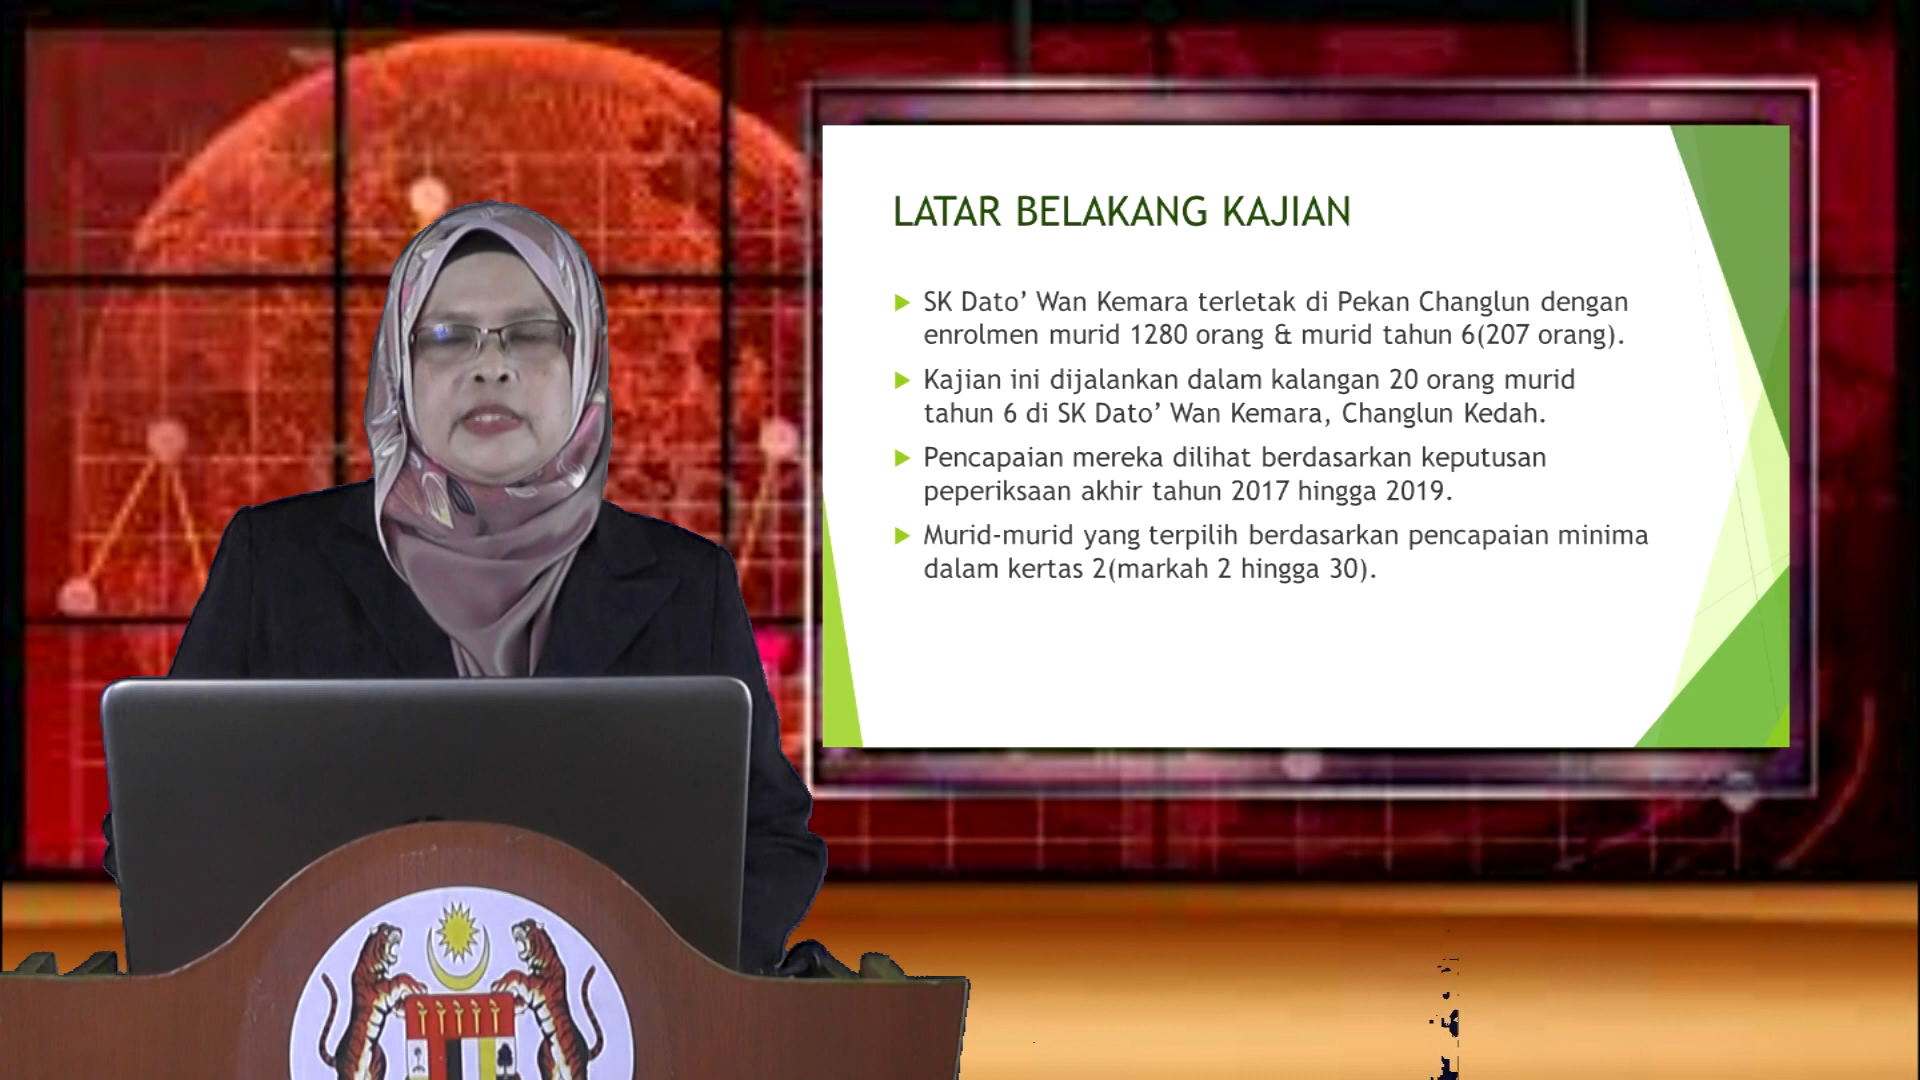 LATAR BELAKANG KAJIAN
SK Dato’ Wan Kemara terletak di Pekan Changlun dengan
enrolmen murid 1280 orang & murid tahun 6(207 orang).
Kajian ini dijalankan dalam kalangan 20 orang murid
tahun 6 di SK Dato’ Wan Kemara, Changlun Kedah.
Pencapaian mereka dilihat berdasarkan keputusan
peperiksaan akhir tahun 2017 hingga 2019.
Murid-murid yang terpilih berdasarkan pencapaian minima
dalam kertas 2(markah 2 hingga 30).